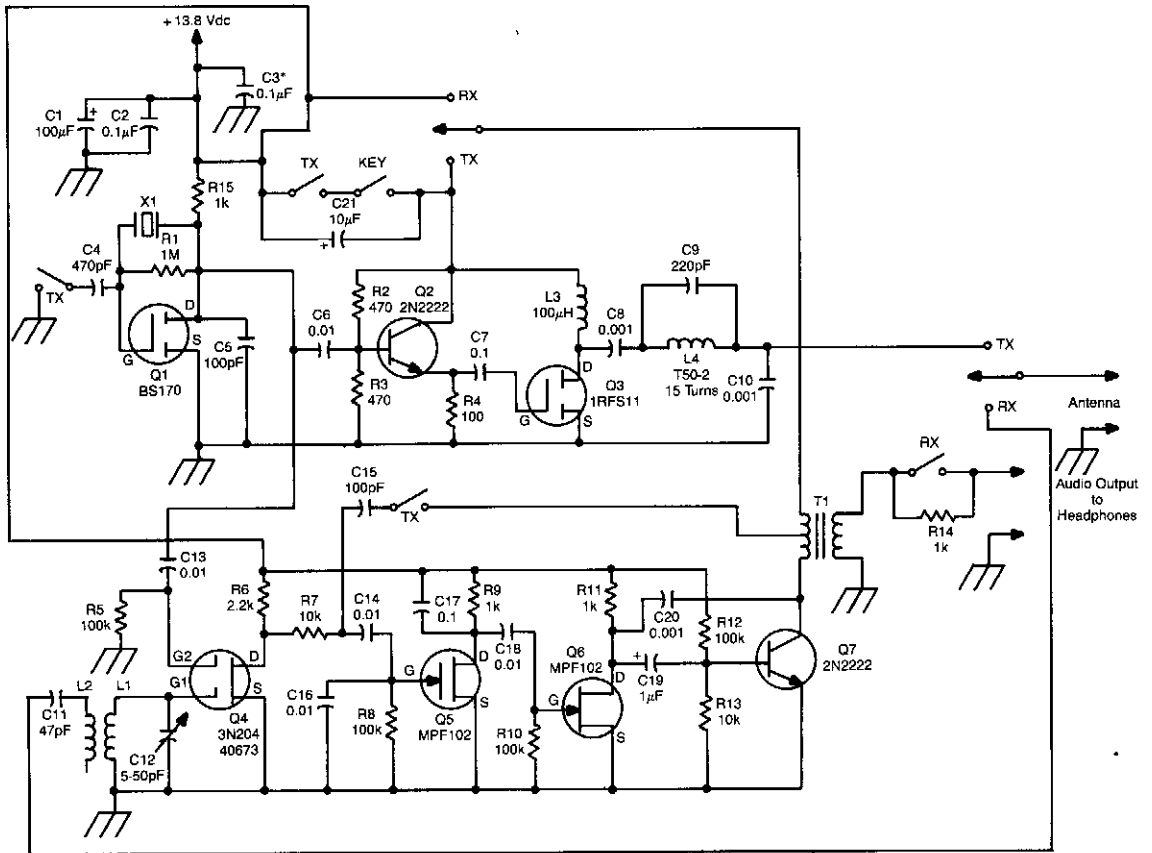 + 13.8 Vdc
C3*
0.1µF
C1
100µF
+
C2
0.1µF
RX
TX
TX
KEY
C21
10µF
+
R15
1k
X1
R1
1M
C4
470pF
TX
D
S
G
Q1
BS170
C5
100pF
C6
0.01
R2
470
Q2
2N2222
R3
470
C7
0.1
R4
100
L3
100µH
C8
0.001
C9
220pF
L4
T50-2
15 Turns
D
G
S
Q3
1RFS11
C10
0.001
TX
RX
Antenna
RX
Audio Output
to
Headphones
R14
1k
T1
C15
100pF
TX
C13
0.01
R5
100k
R6
2.2k
R7
10k
C14
0.01
C17
0.1
R9
1k
C18
0.01
R11
1k
C20
0.001
R12
100k
Q7
2N2222
G2
G1
D
S
Q4
3N204
40673
L2
L1
C11
47pF
C12
5-50pF
C16
0.01
R8
100k
G
D
S
Q5
MPF102
R10
100k
Q6
MPF102
G
D
S
+
C19
1µF
R13
10k